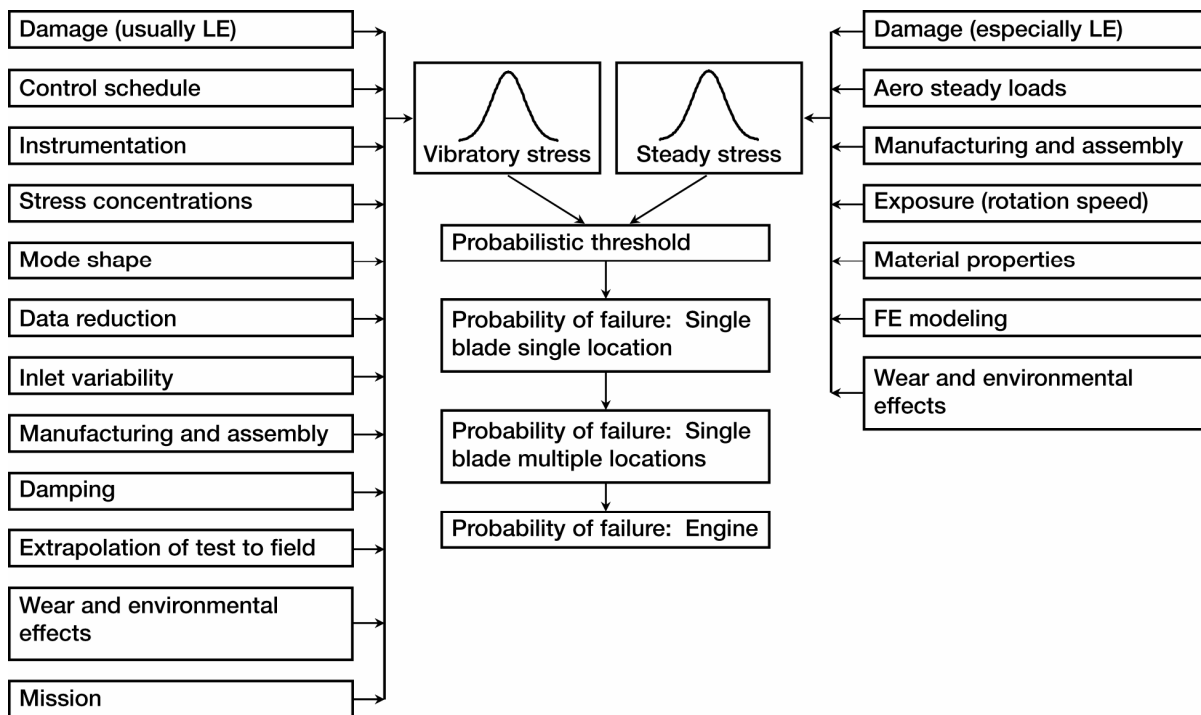 Damage (usually LE)
Control schedule
Instrumentation
Stress concentrations
Mode shape
Data reduction
Inlet variability
Manufacturing and assembly
Damping
Extrapolation of test to field
Wear and environmental
effects
Mission
Vibratory stress
Steady stress
Probabilistic threshold
Probability of failure: Single
blade single location
Probability of failure: Single
blade multiple locations
Probability of failure: Engine
Damage (especially LE)
Aero steady loads
Manufacturing and assembly
Exposure (rotation speed)
Material properties
FE modeling
Wear and environmental
effects